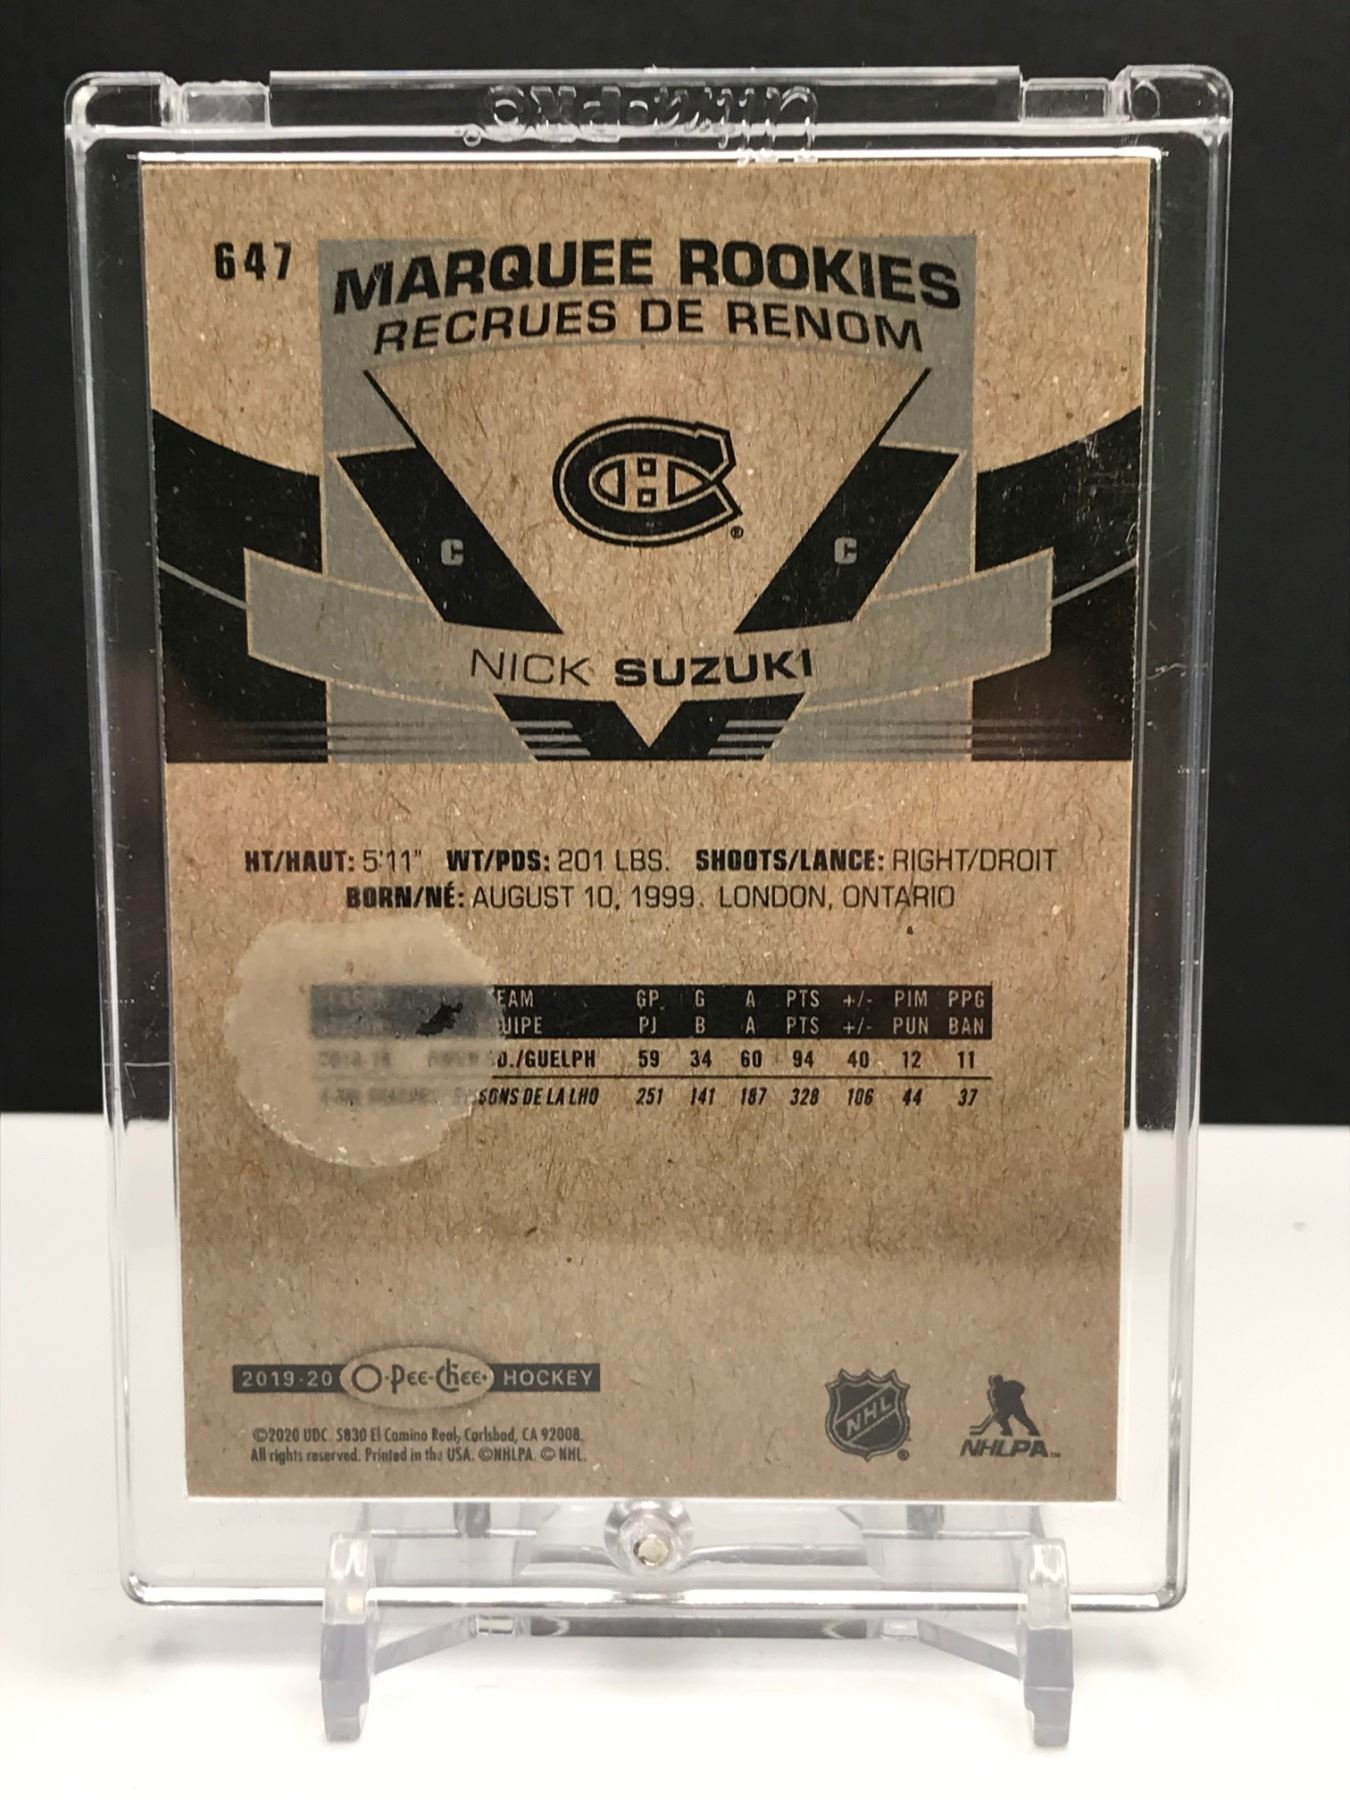 ULTRA·PRO
647
MARQUEE ROOKIES
RECRUES DE RENOM
C C
NICK SUZUKI
HT/HAUT: 5'11" WT/PDS: 201 LBS. SHOOTS/LANCE: RIGHT/DROIT
BORN/NÉ: AUGUST 10, 1999. LONDON, ONTARIO
EAM GP G A PTS +/- PIM PPG
UIPE PJ B A PTS +/- PUN BAN
D./GUELPH 59 34 60 94 40 12 11
SONS DE LA LHO 251 141 187 328 106 44 37
2019-20 O-Pee-Chee HOCKEY
©2020 UDC. 5830 El Camino Real, Carlsbad, CA 92008.
All rights reserved. Printed in the USA. ©NHLPA. © NHL.
NHL
NHLPA